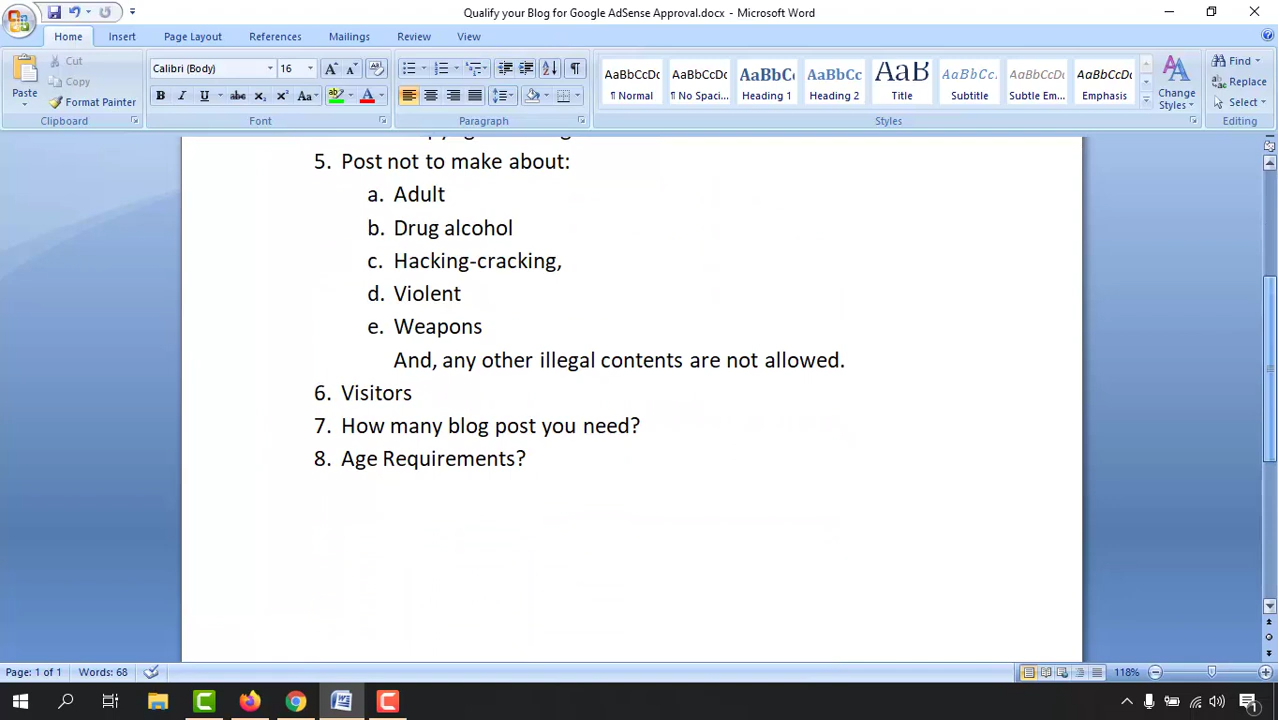 Qualify your Blog for Google AdSense Approval.docx - Microsoft Word
Home Insert Page Layout References Mailings Review View
Paste
Cut
Copy
Format Painter
Clipboard
Calibri (Body) 16
Font
Paragraph
AaBbCcDc AaBbCcDc AaBbC AaBbCc AaB AaBbCc. AaBbCcDc AaBbCcDc
¶ Normal ¶ No Spaci... Heading 1 Heading 2 Title Subtitle Subtle Em... Emphasis
Change Styles
Styles
Find
Replace
Select
Editing
5. Post not to make about:
a. Adult
b. Drug alcohol
c. Hacking-cracking,
d. Violent
e. Weapons
And, any other illegal contents are not allowed.
6. Visitors
7. How many blog post you need?
8. Age Requirements?
Page: 1 of 1 Words: 68 118%